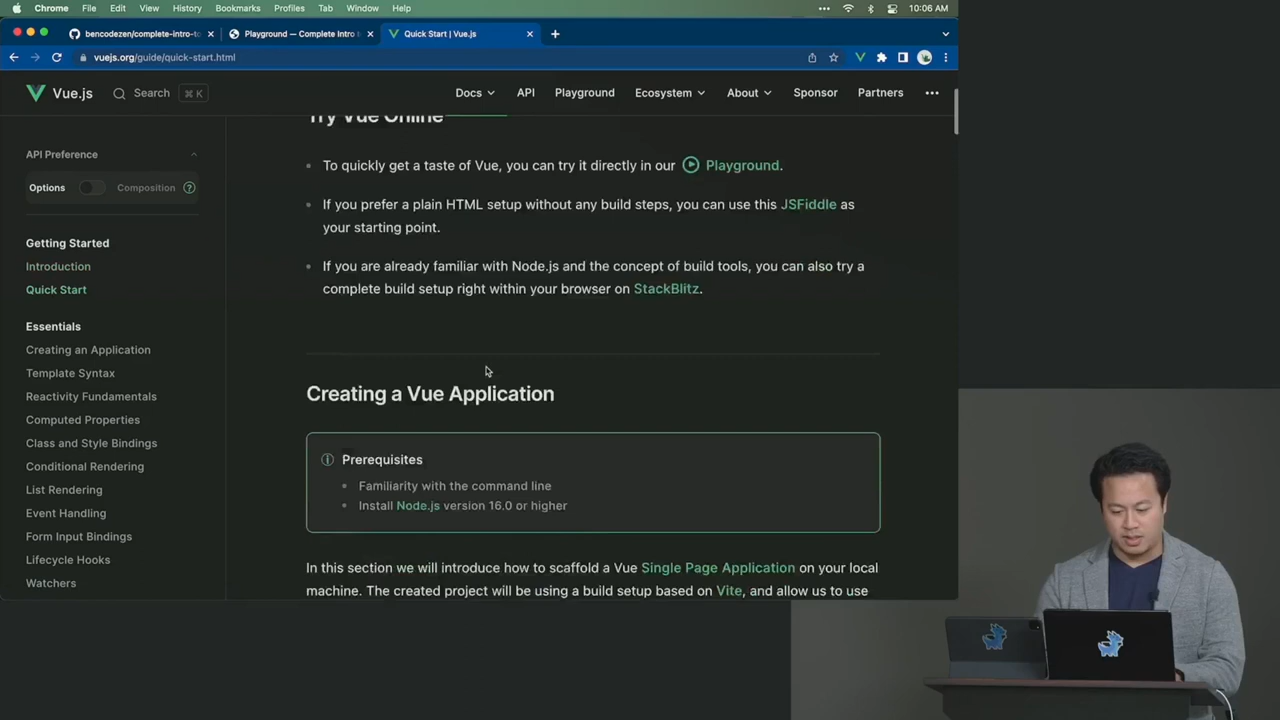 Chrome File Edit View History Bookmarks Profiles Tab Window Help 10:06 AM
bencodezen/complete-intro-to Playground — Complete Intro t Quick Start | Vue.js
vuejs.org/guide/quick-start.html
Vue.js Search ⌘ K Docs API Playground Ecosystem About Sponsor Partners
API Preference
Options Composition ?
Getting Started
Introduction
Quick Start
Essentials
Creating an Application
Template Syntax
Reactivity Fundamentals
Computed Properties
Class and Style Bindings
Conditional Rendering
List Rendering
Event Handling
Form Input Bindings
Lifecycle Hooks
Watchers
Try Vue Online
To quickly get a taste of Vue, you can try it directly in our Playground.
If you prefer a plain HTML setup without any build steps, you can use this JSFiddle as
your starting point.
If you are already familiar with Node.js and the concept of build tools, you can also try a
complete build setup right within your browser on StackBlitz.
Creating a Vue Application
Prerequisites
Familiarity with the command line
Install Node.js version 16.0 or higher
In this section we will introduce how to scaffold a Vue Single Page Application on your local
machine. The created project will be using a build setup based on Vite, and allow us to use